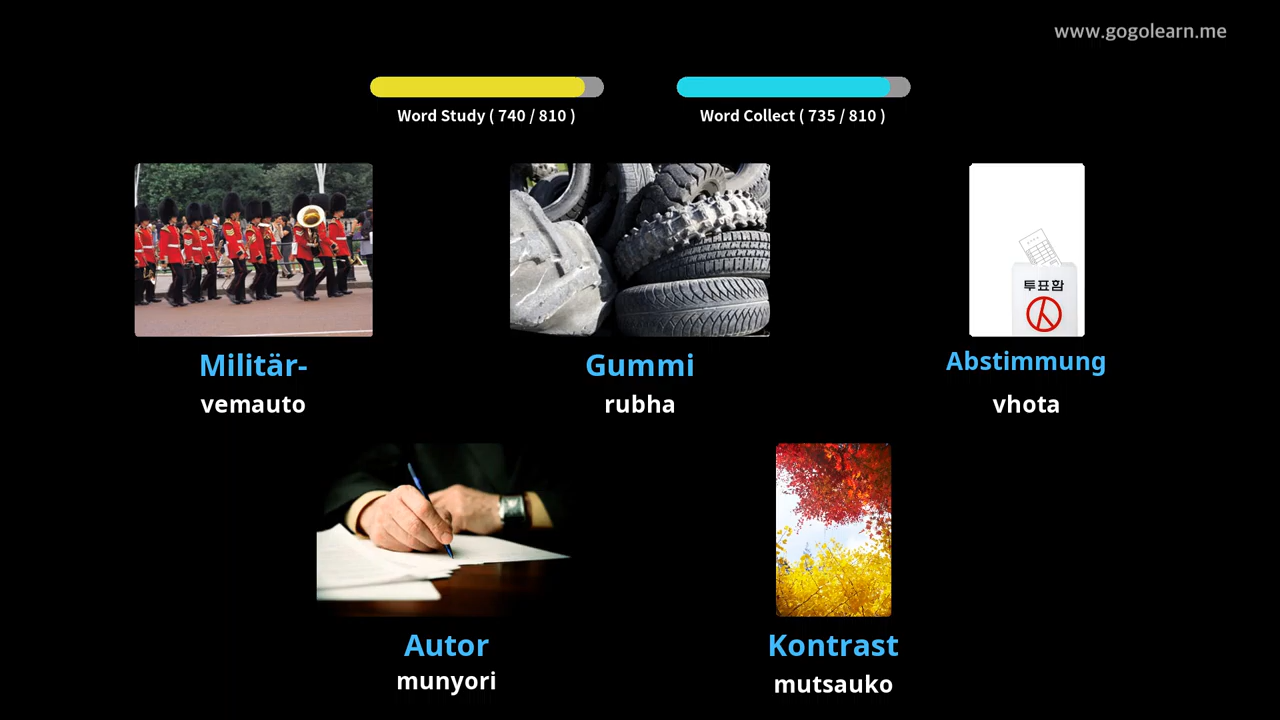 www.gogolearn.me
Word Study ( 740 / 810 )
Word Collect ( 735 / 810 )
투표함
Militär-
Gummi
Abstimmung
vemauto
rubha
vhota
Autor
Kontrast
munyori
mutsauko